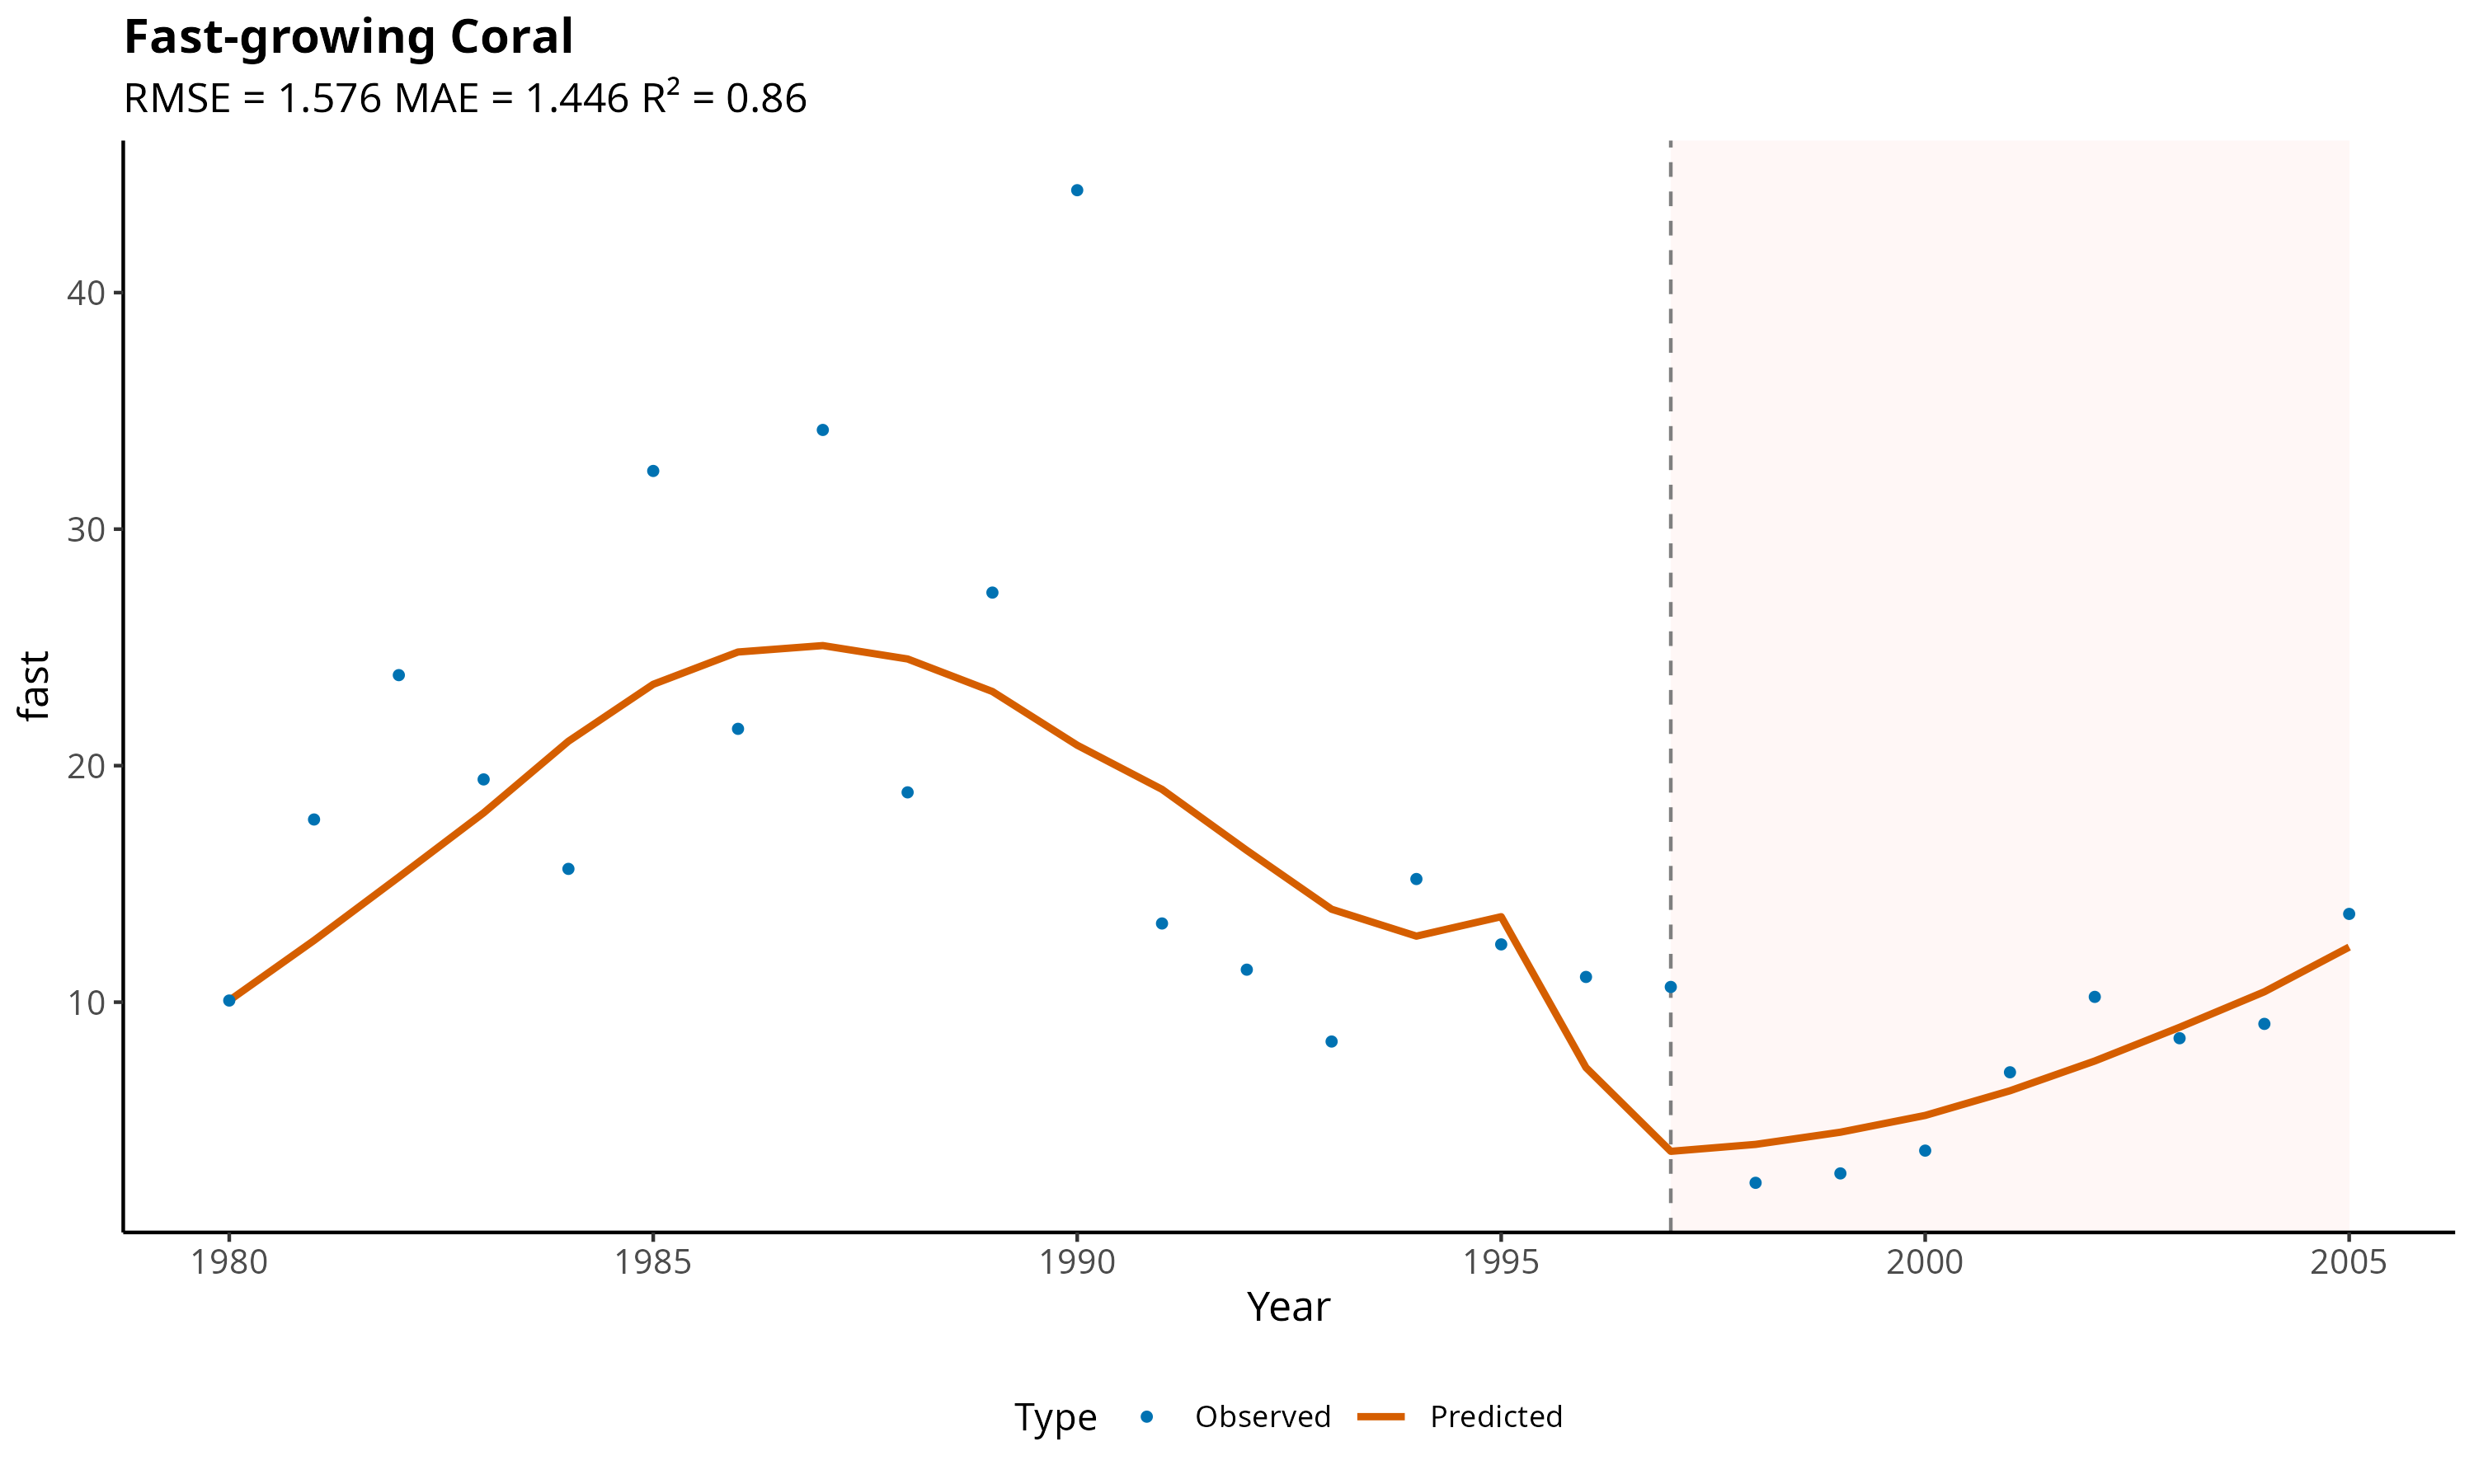 Fast-growing Coral
RMSE = 1.576 MAE = 1.446 R² = 0.86
fast
40
30
20
10
1980 1985 1990 1995 2000 2005
Year
Type Observed Predicted